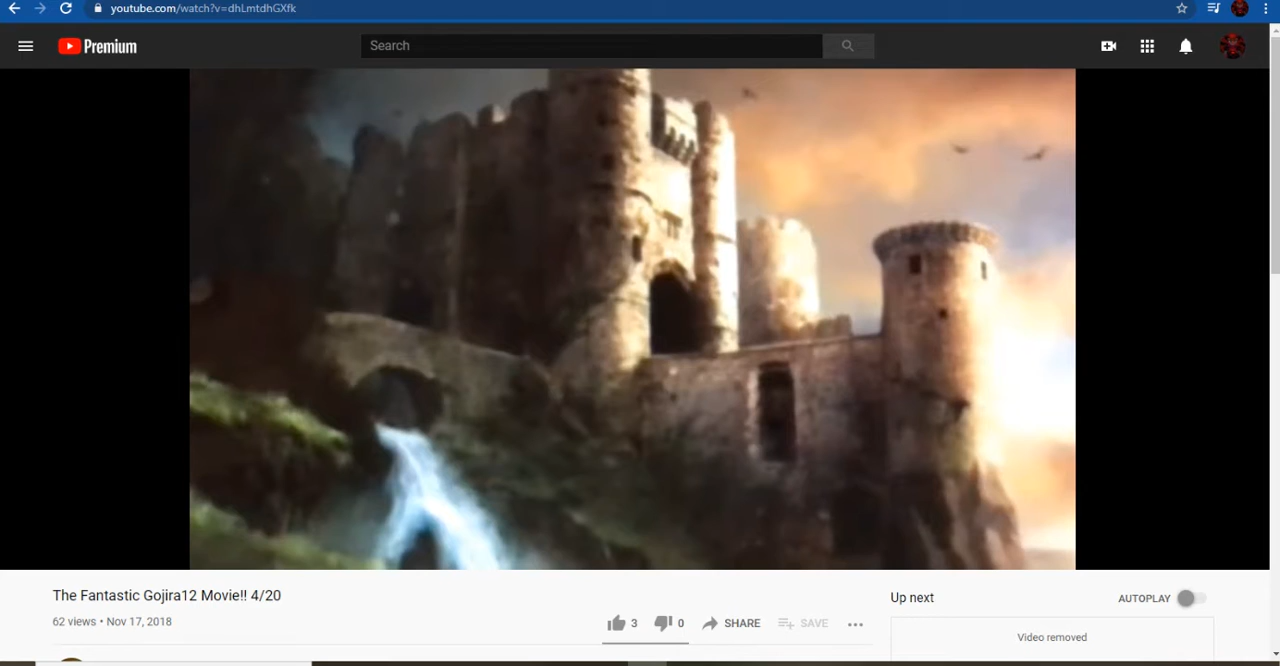 youtube.com/watch?v=dhLmtdhGXfk
Premium
Search
The Fantastic Gojira12 Movie!! 4/20
62 views • Nov 17, 2018
3
0
SHARE
SAVE
Up next
AUTOPLAY
Video removed